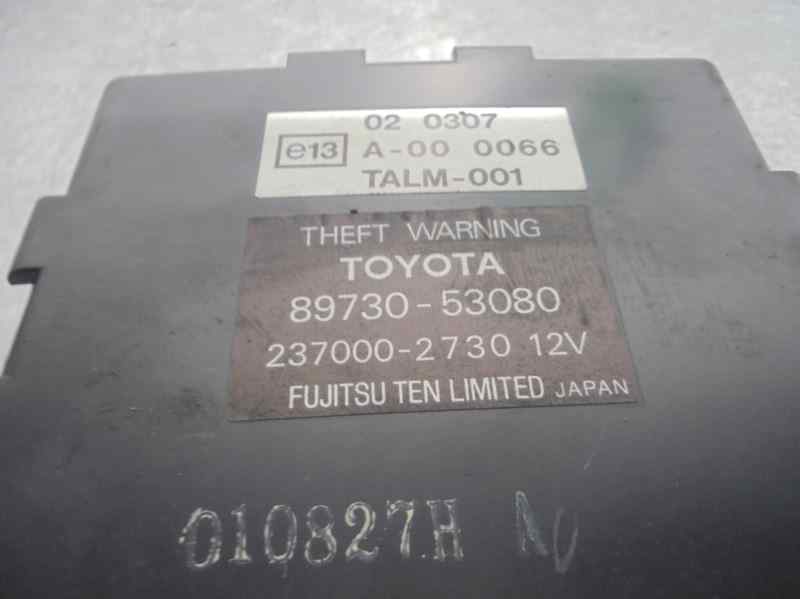 02 0307
e13 A-00 0066
TALM-001
THEFT WARNING
TOYOTA
89730-53080
237000-2730 12V
FUJITSU TEN LIMITED JAPAN
010827H